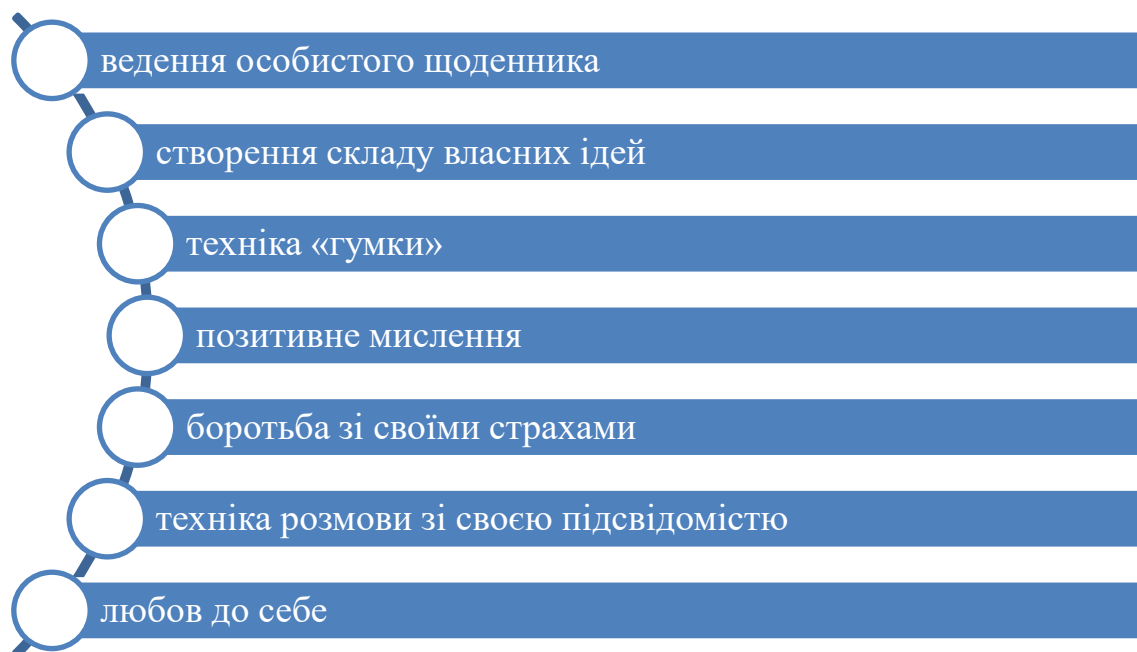 ведення особистого щоденника
створення складу власних ідей
техніка «гумки»
позитивне мислення
боротьба зі своїми страхами
техніка розмови зі своєю підсвідомістю
любов до себе